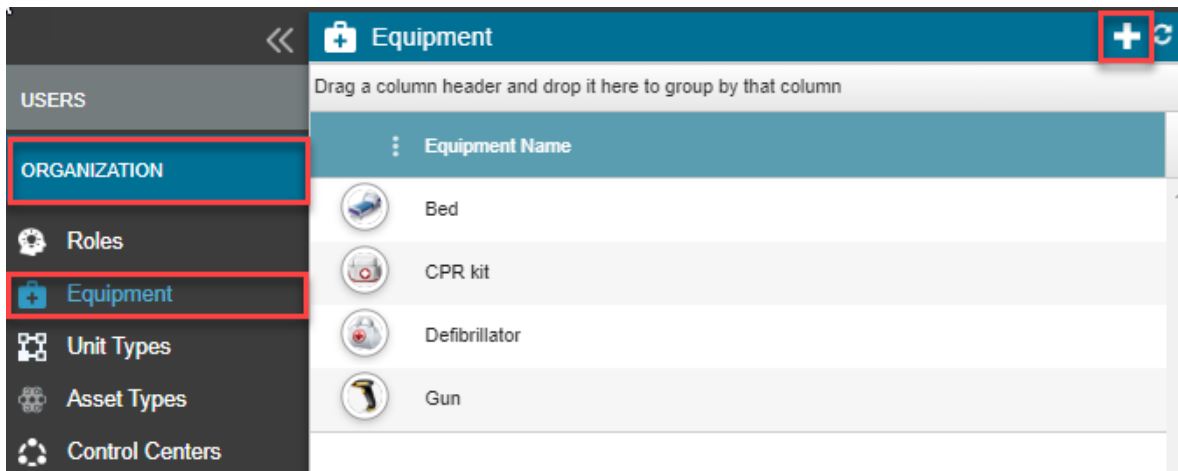 Equipment
USERS
Drag a column header and drop it here to group by that column
ORGANIZATION
Equipment Name
Roles
Equipment
Unit Types
Asset Types
Control Centers
Bed
CPR kit
Defibrillator
Gun